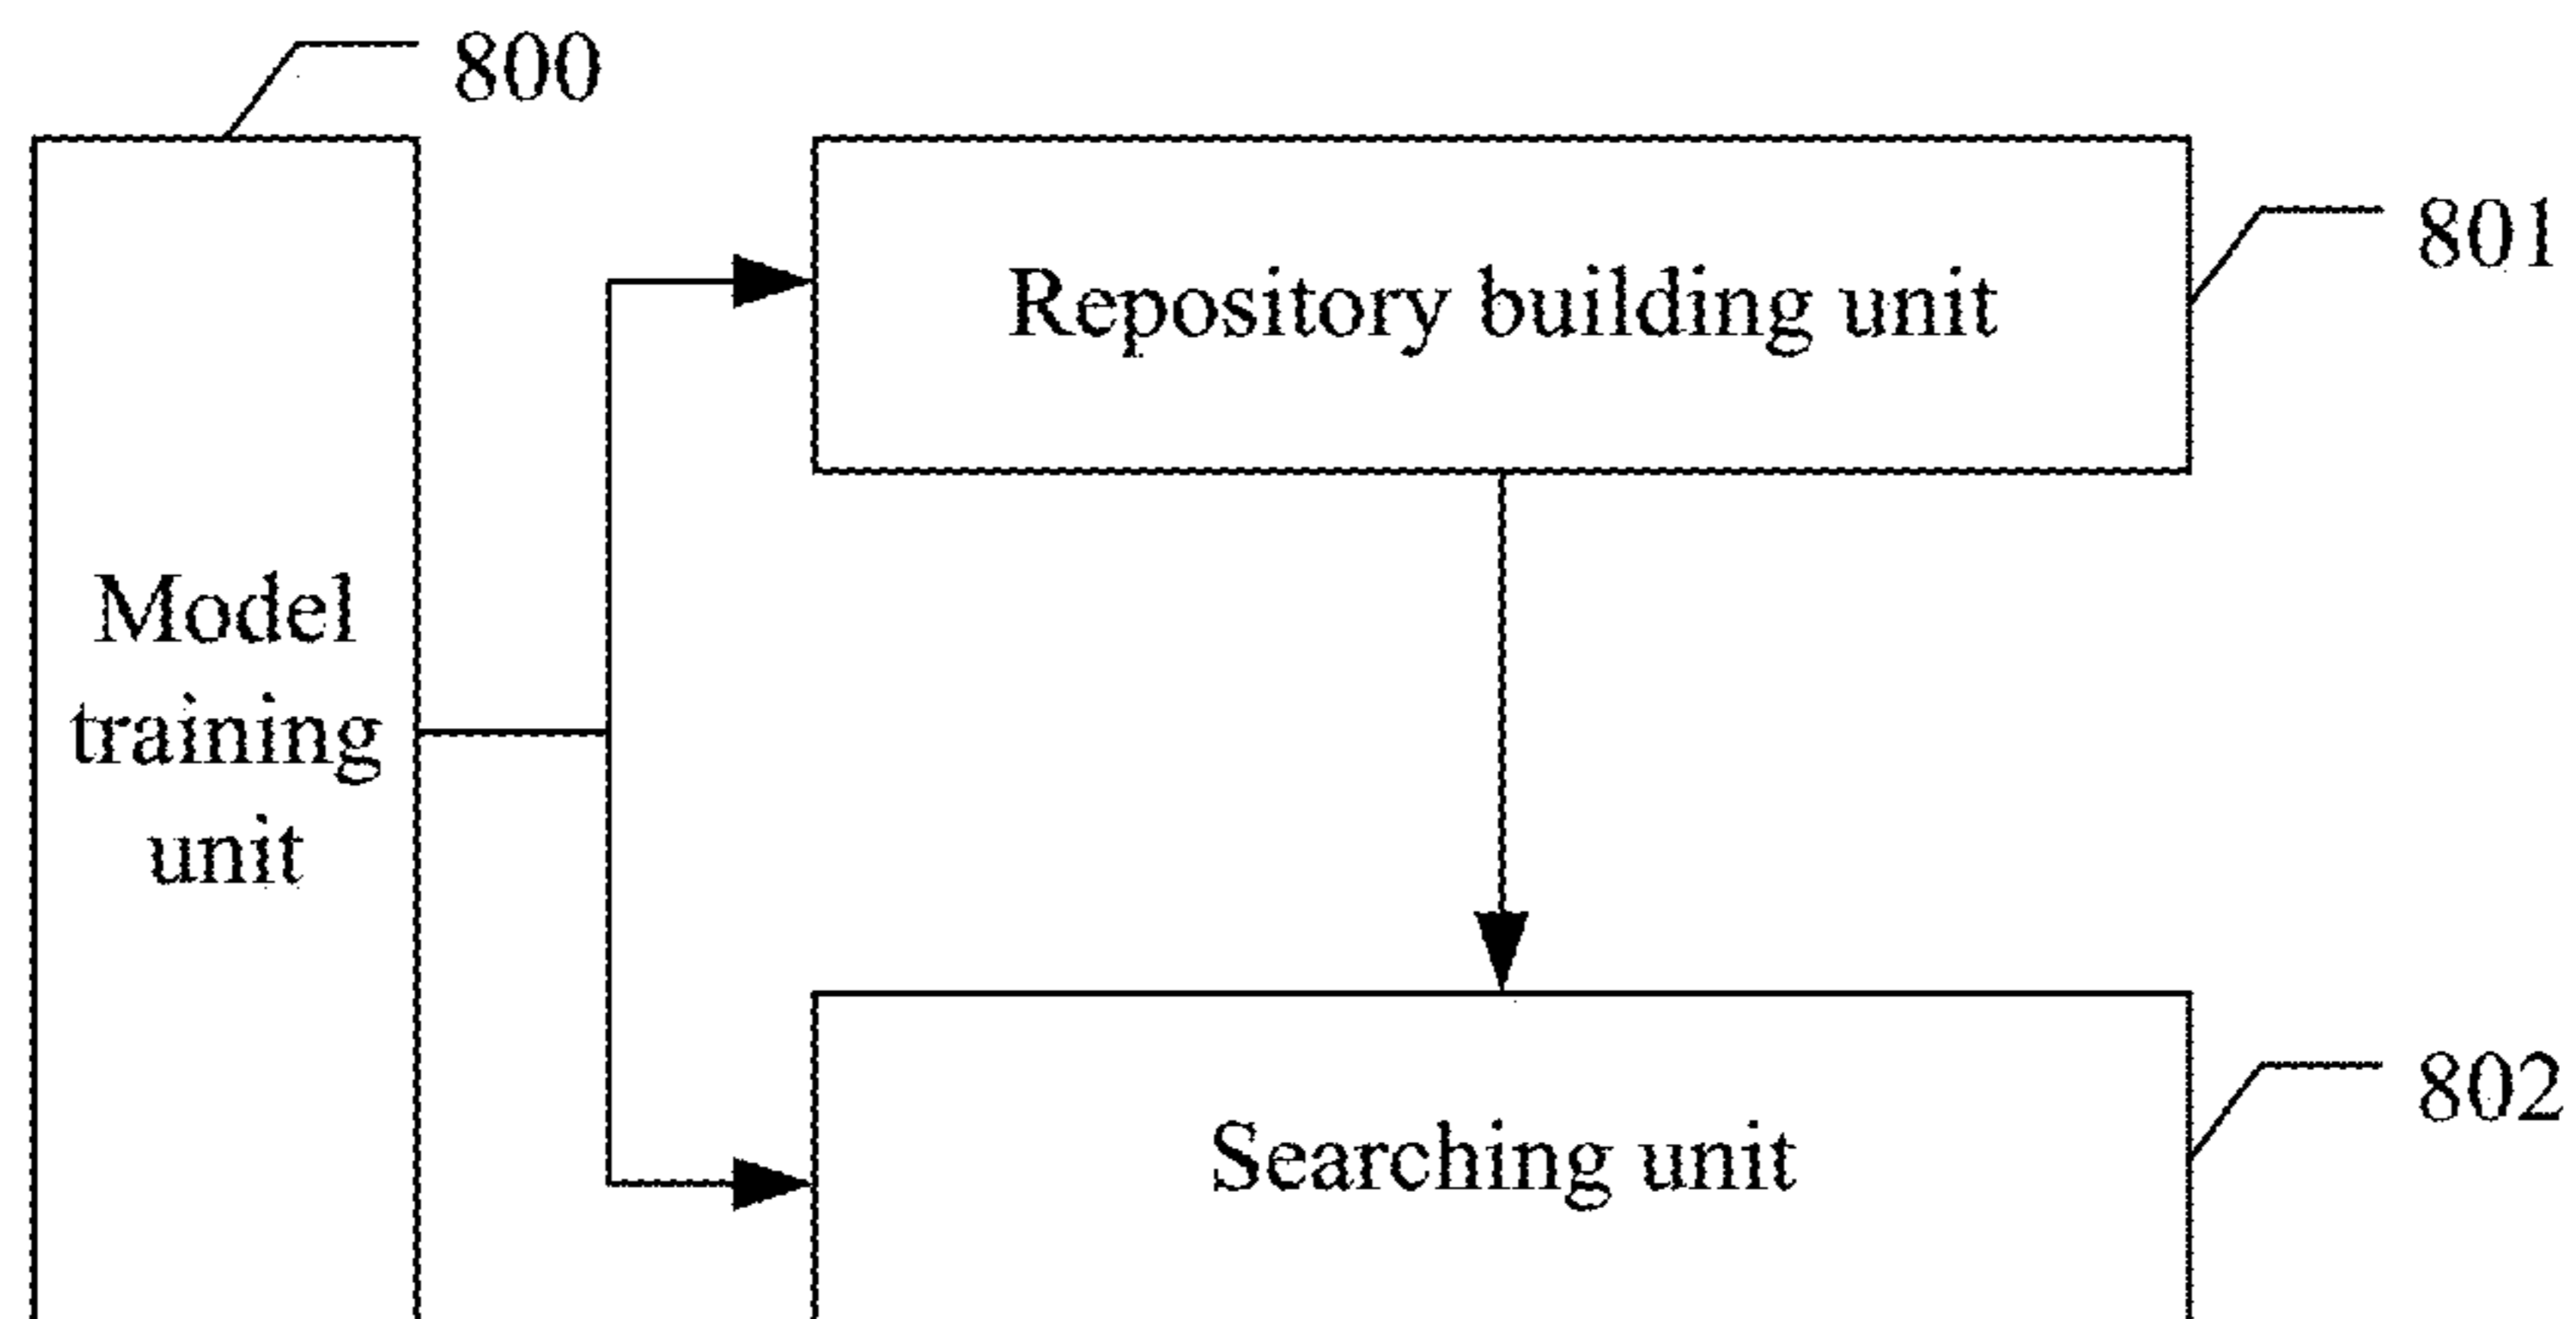 800
801
Repository building unit
Model
training
unit
802
Searching unit